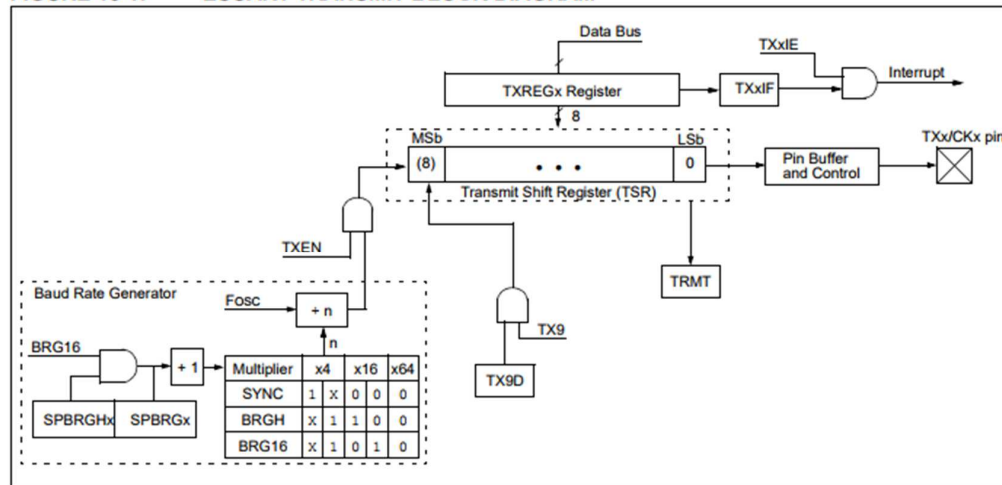 Data Bus
TXxIE
Interrupt
TXREGx Register
TXxIF
8
MSb
LSb
TXx/CKx pin
(8)
• • •
0
Pin Buffer
and Control
Transmit Shift Register (TSR)
TXEN
TRMT
Baud Rate Generator
Fosc
÷ n
TX9
n
BRG16
+ 1
Multiplier x4 x16 x64
TX9D
SYNC 1 X 0 0 0
SPBRGHx SPBRGx
BRGH X 1 1 0 0
BRG16 X 1 0 1 0